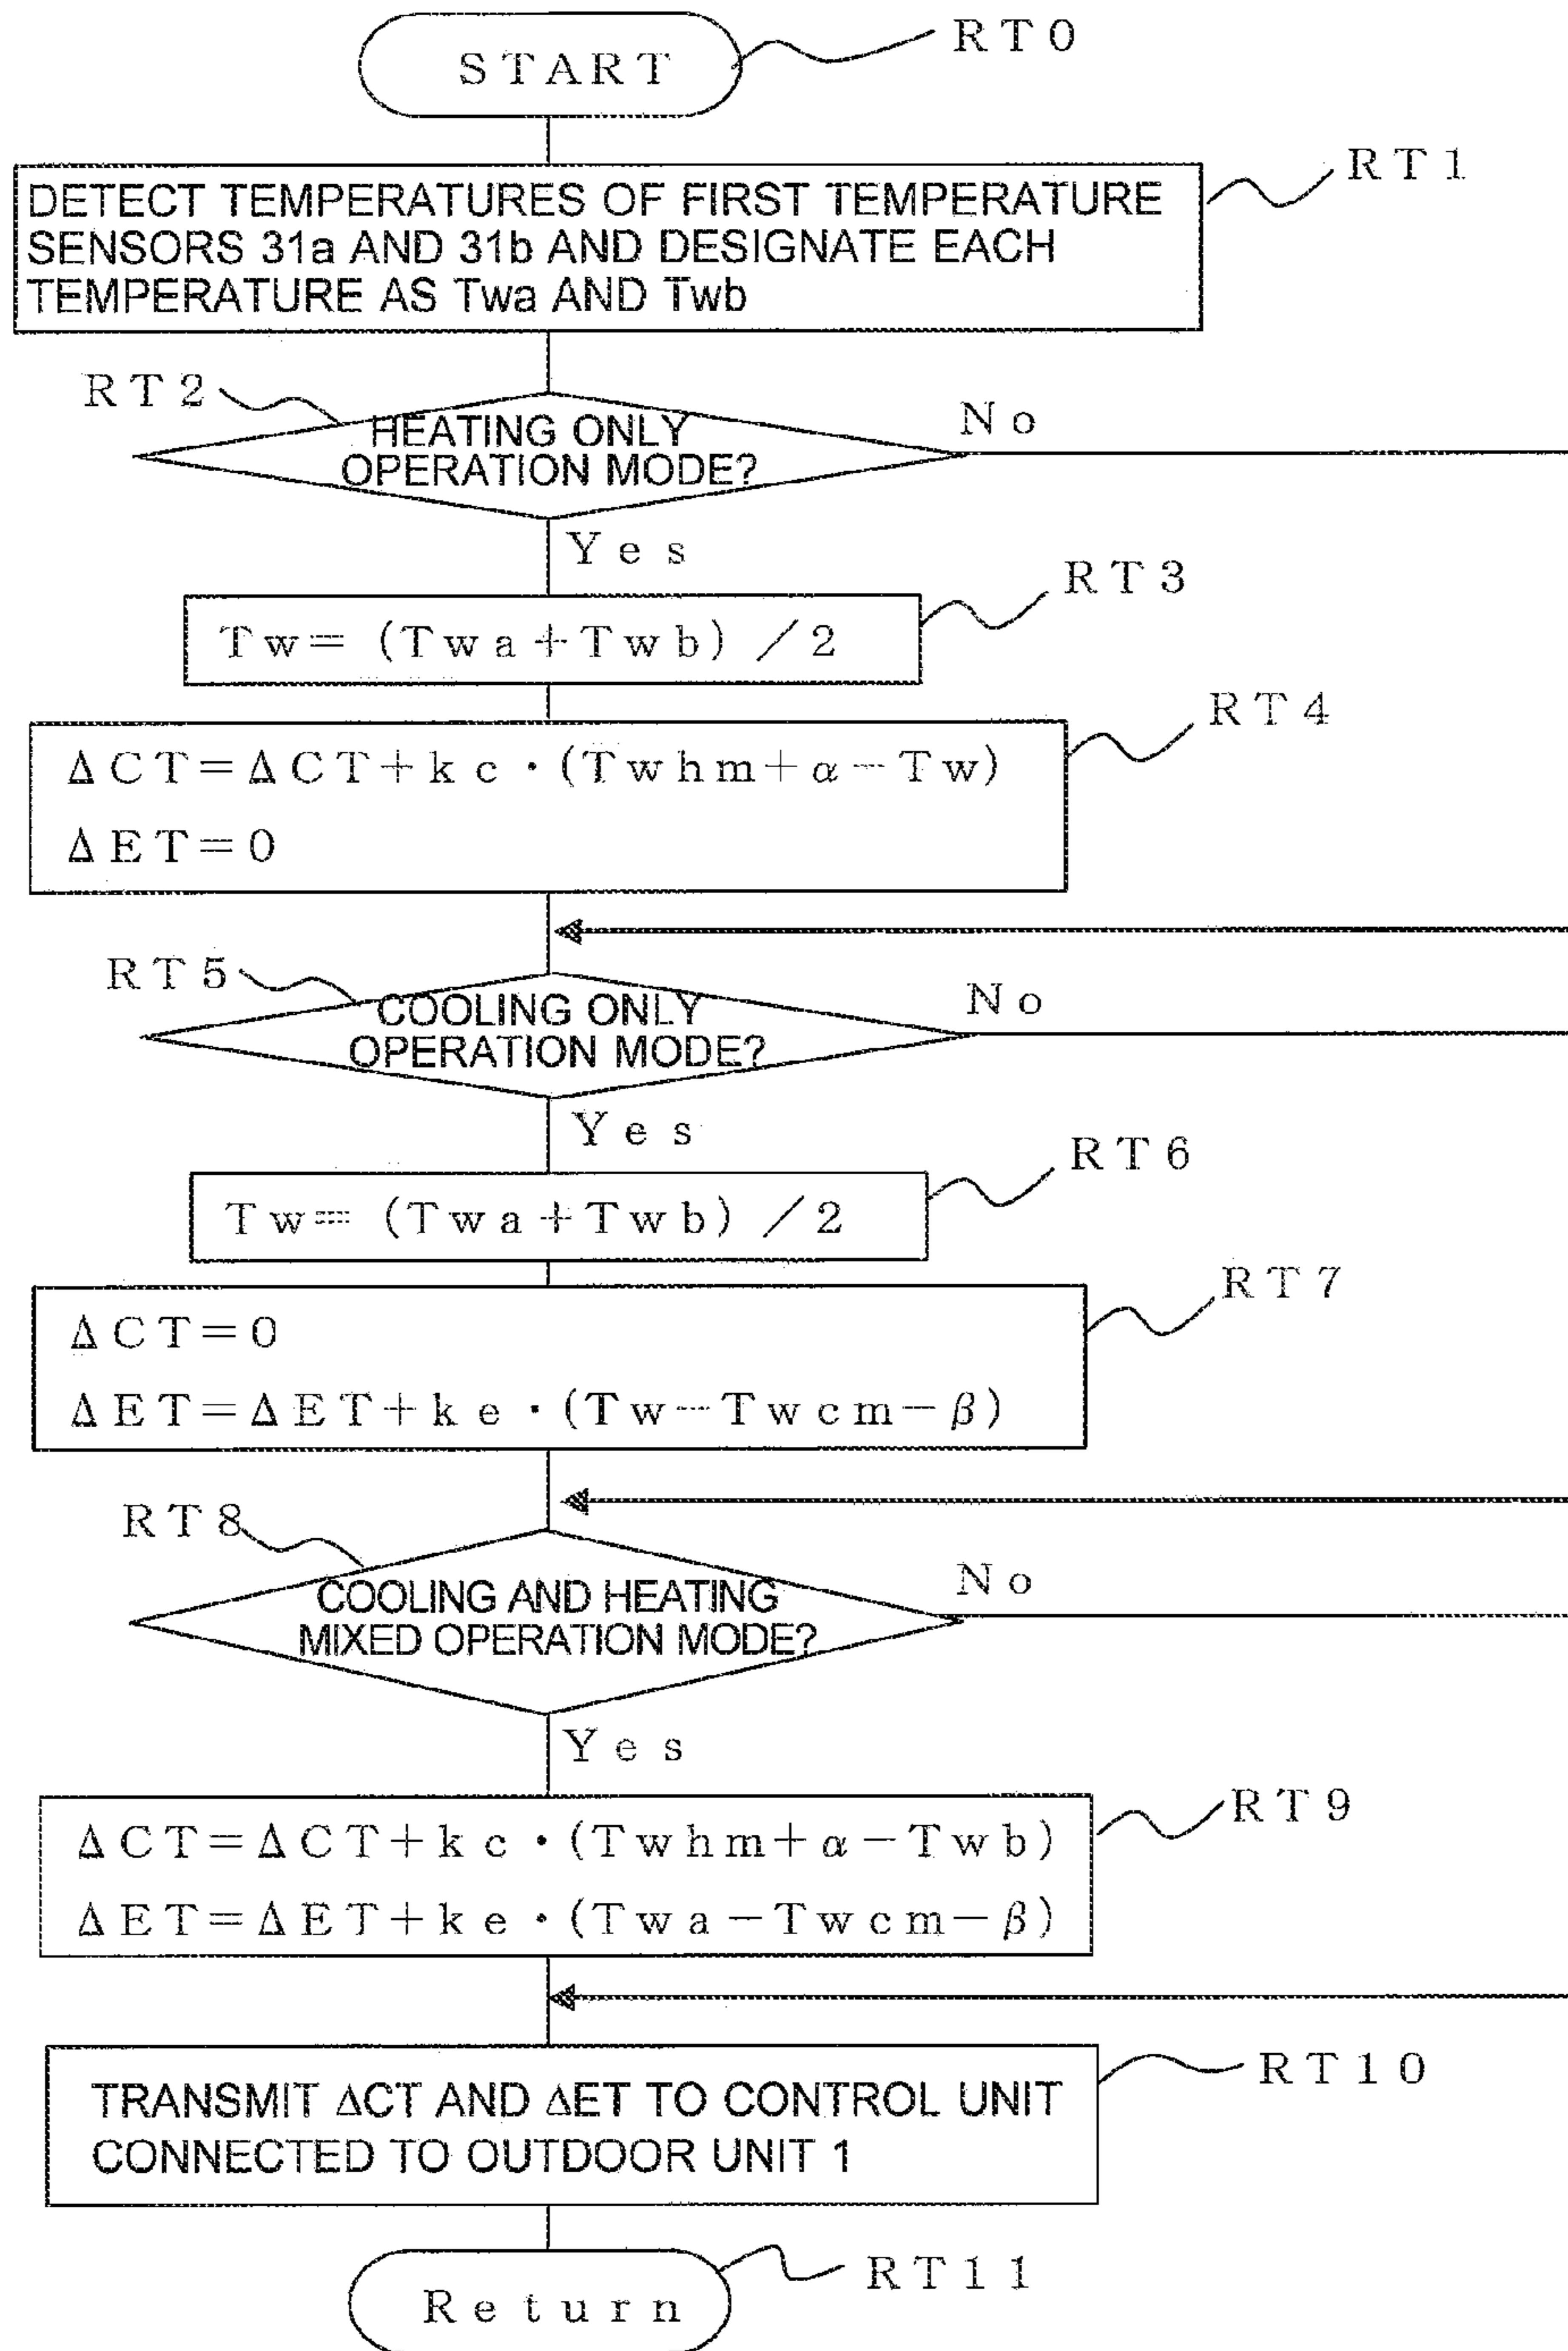 START
RT0
RT1
DETECT TEMPERATURES OF FIRST TEMPERATURE
SENSORS 31a AND 31b AND DESIGNATE EACH
TEMPERATURE AS Twa AND Twb
RT2
HEATING ONLY
OPERATION MODE?
No
Yes
RT3
Tw=(Twa+Twb)/2
RT4
ΔCT=ΔCT+kc·(Twhm+α-Tw)
ΔET=0
RT5
COOLING ONLY
OPERATION MODE?
No
Yes
RT6
Tw=(Twa+Twb)/2
RT7
ΔCT=0
ΔET=ΔET+ke·(Tw-Twcm-β)
RT8
COOLING AND HEATING
MIXED OPERATION MODE?
No
Yes
RT9
ΔCT=ΔCT+kc·(Twhm+α-Twb)
ΔET=ΔET+ke·(Twa-Twcm-β)
RT10
TRANSMIT ΔCT AND ΔET TO CONTROL UNIT
CONNECTED TO OUTDOOR UNIT 1
RT11
Return